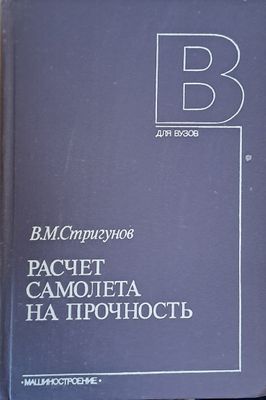 В
ДЛЯ ВУЗОВ
В.М.Стригунов
РАСЧЕТ
САМОЛЕТА
НА ПРОЧНОСТЬ
• МАШИНОСТРОЕНИЕ •